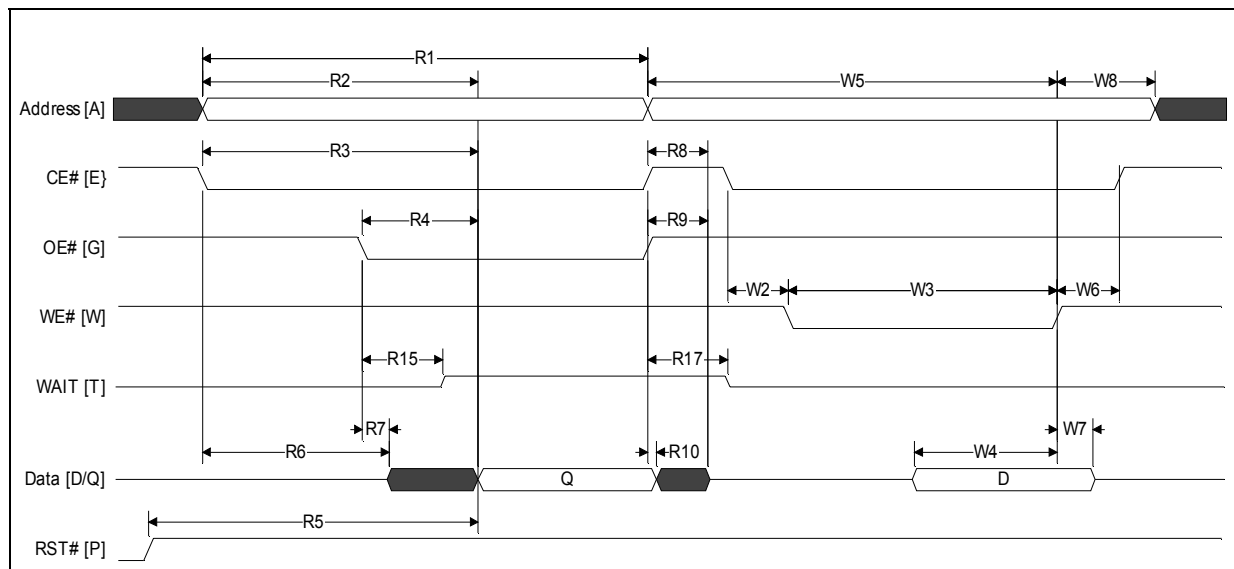 R1
R2 W5 W8
Address [A]
R3 R8
CE# [E}
R4 R9
OE# [G]
W2 W3 W6
WE# [W]
R15 R17
WAIT [T]
R7 W7
R6 R10 W4
Data [D/Q] Q D
R5
RST# [P]